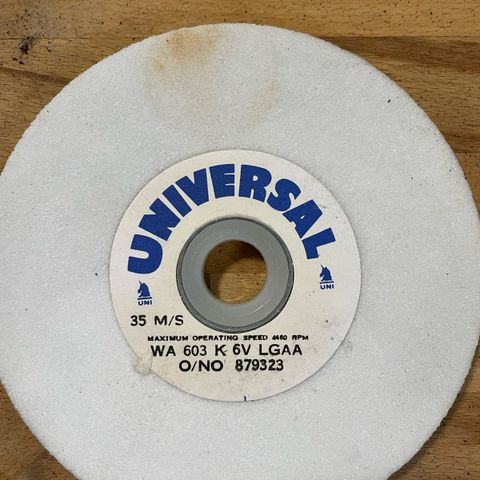 UNIVERSAL
UNI
UNI
35 M/S
MAXIMUM OPERATING SPEED 4460 RPM
WA 603 K 6V LGAA
O/NO 879323